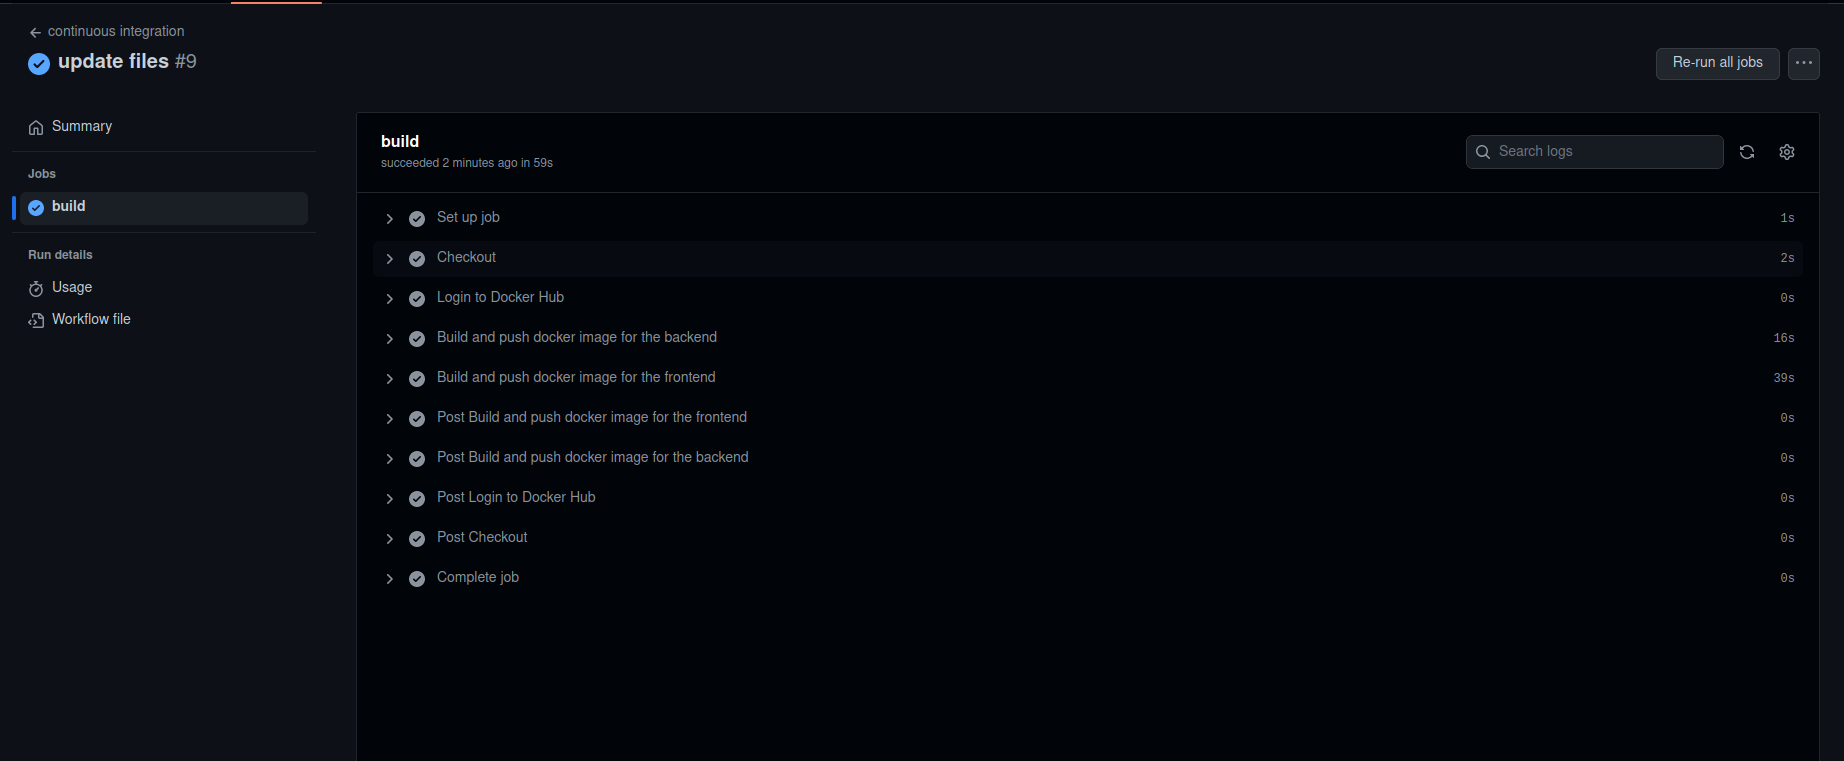 continuous integration
update files #9
Re-run all jobs
Summary
Jobs
build
Run details
Usage
Workflow file
build
succeeded 2 minutes ago in 59s
Search logs
Set up job 1s
Checkout 2s
Login to Docker Hub 0s
Build and push docker image for the backend 16s
Build and push docker image for the frontend 39s
Post Build and push docker image for the frontend 0s
Post Build and push docker image for the backend 0s
Post Login to Docker Hub 0s
Post Checkout 0s
Complete job 0s